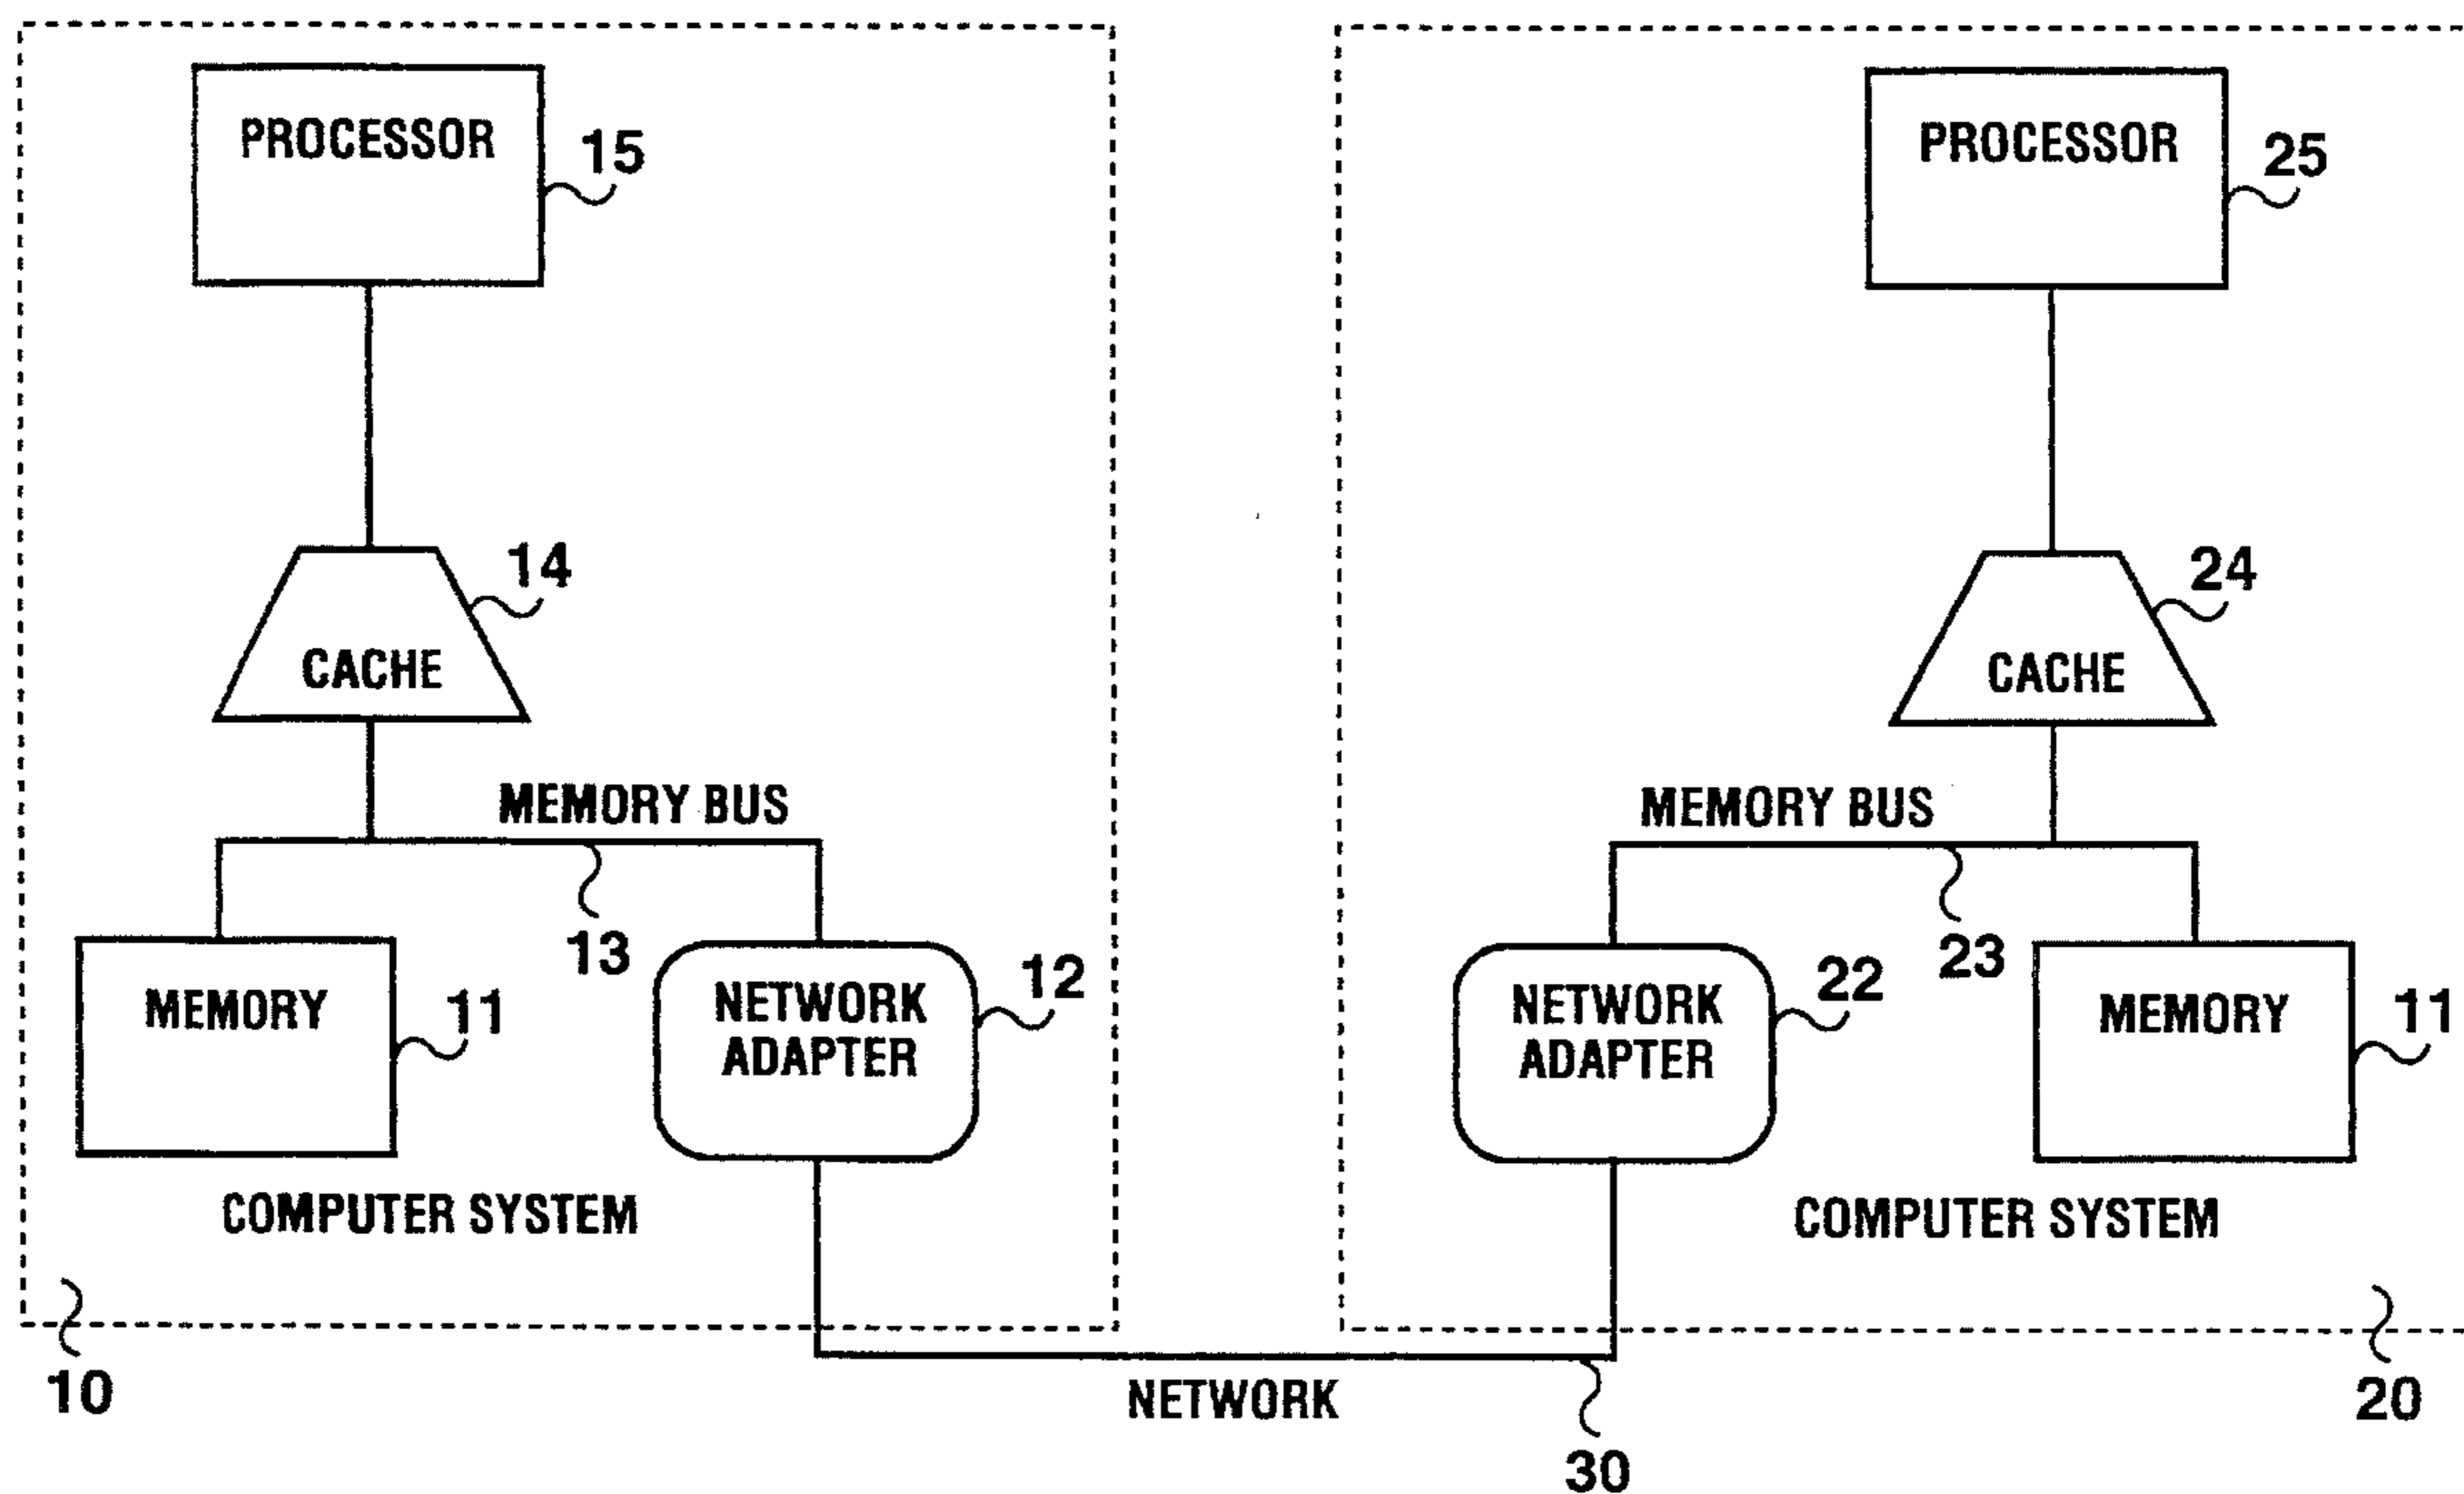 PROCESSOR
15
14
CACHE
MEMORY BUS
13
MEMORY
11
NETWORK
ADAPTER
12
COMPUTER SYSTEM
10
PROCESSOR
25
24
CACHE
MEMORY BUS
23
NETWORK
ADAPTER
22
MEMORY
11
COMPUTER SYSTEM
20
NETWORK
30